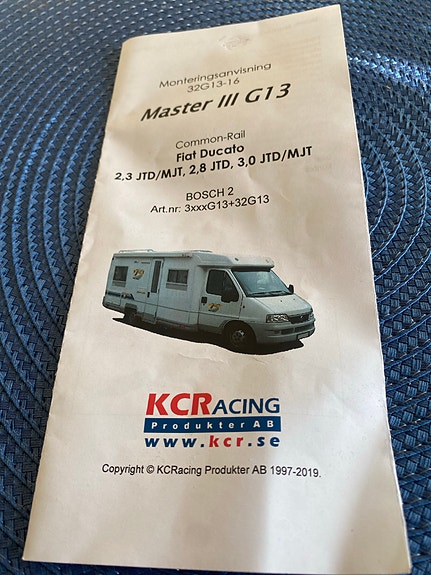 Monteringsanvisning
32G13-16
Master III G13
Common-Rail
Fiat Ducato
2,3 JTD/MJT, 2,8 JTD, 3,0 JTD/MJT
BOSCH 2
Art.nr: 3xxxG13+32G13
KCRACING
Produkter AB
www.kcr.se
Copyright © KCRacing Produkter AB 1997-2019.